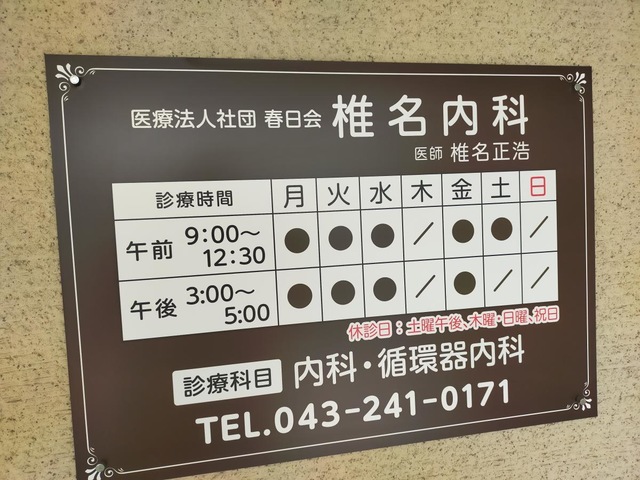 医療法人社団 春日会 椎名内科
医師 椎名正浩
診療時間 月 火 水 木 金 土 日
午前 9:00〜12:30 ● ● ● ／ ● ● ／
午後 3:00〜5:00 ● ● ● ／ ● ／ ／
休診日：土曜午後、木曜・日曜、祝日
診療科目 内科・循環器内科
TEL.043-241-0171